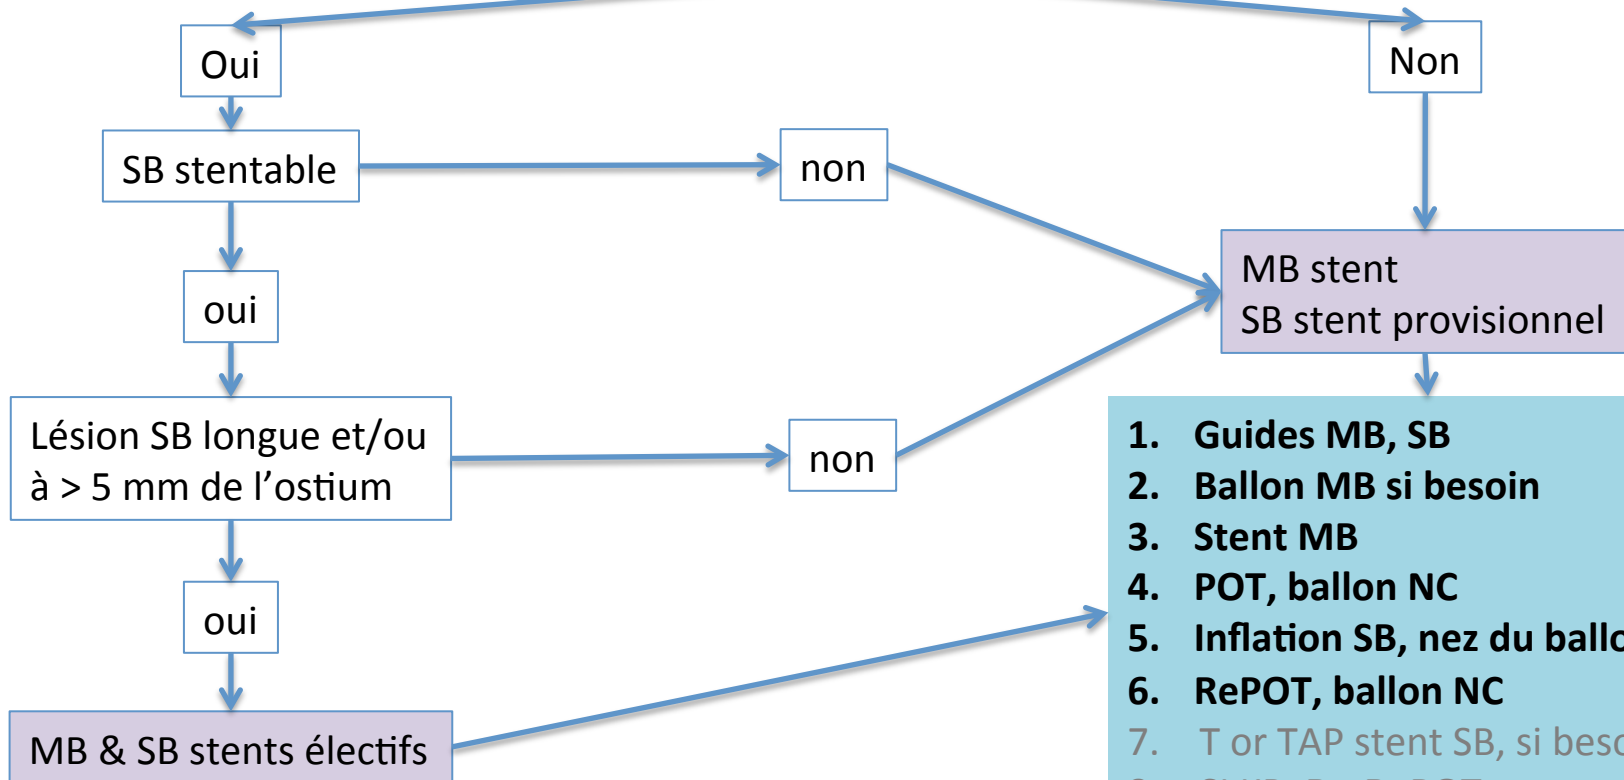 Oui
Non
SB stentable
non
oui
MB stent
SB stent provisionnel
Lésion SB longue et/ou
à > 5 mm de l'ostium
non
1. Guides MB, SB
2. Ballon MB si besoin
3. Stent MB
4. POT, ballon NC
5. Inflation SB, nez du
6. RePOT, ballon NC
7. T or TAP stent SB, si
oui
MB & SB stents électifs